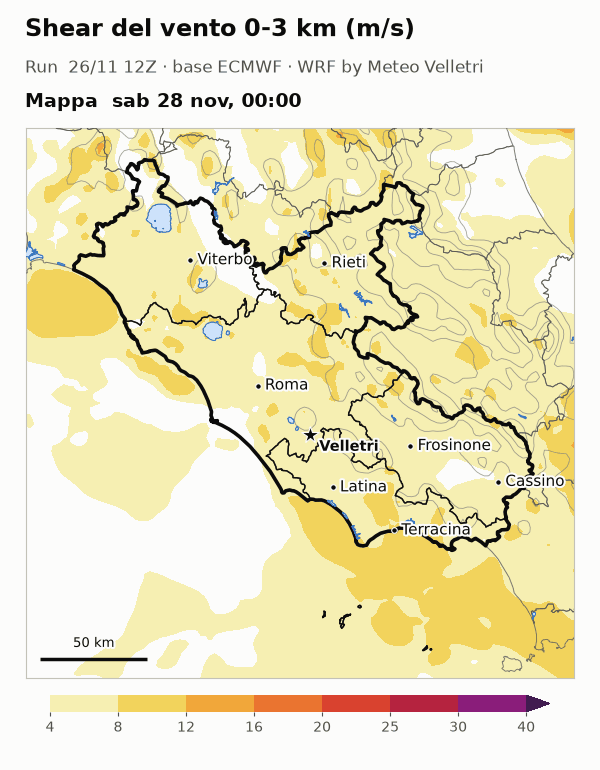 Shear del vento 0-3 km (m/s)
Run  26/11 12Z · base ECMWF · WRF by Meteo Velletri
Mappa  sab 28 nov, 00:00
Viterbo
Rieti
Roma
Velletri
Frosinone
Cassino
Latina
Terracina
50 km
4 8 12 16 20 25 30 40